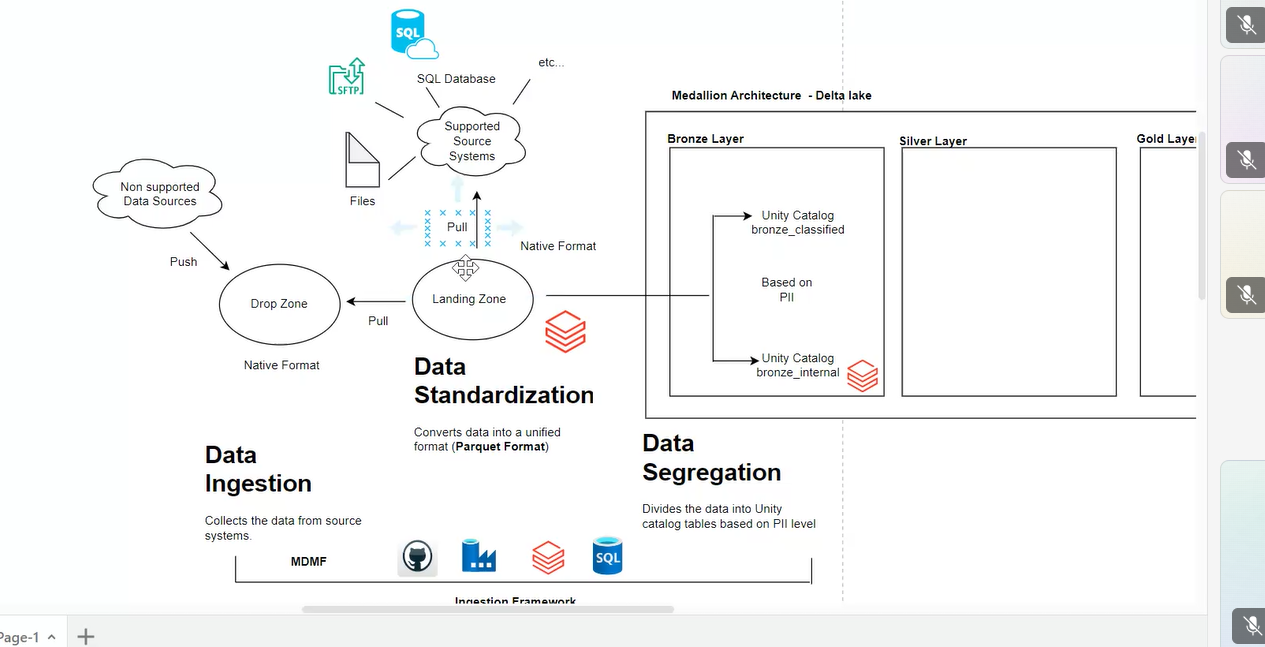 SQL
SFTP
SQL Database
etc...
Supported
Source
Systems
Files
Non supported
Data Sources
Push
Pull
Native Format
Drop Zone
Landing Zone
Pull
Native Format
Data
Standardization
Converts data into a unified
format (Parquet Format)
Data
Ingestion
Collects the data from source
systems.
Medallion Architecture - Delta lake
Bronze Layer
Silver Layer
Gold Laye
Unity Catalog
bronze_classified
Based on
PII
Unity Catalog
bronze_internal
Data
Segregation
Divides the data into Unity
catalog tables based on PII level
MDMF
SQL
Ingestion Framework
Page-1